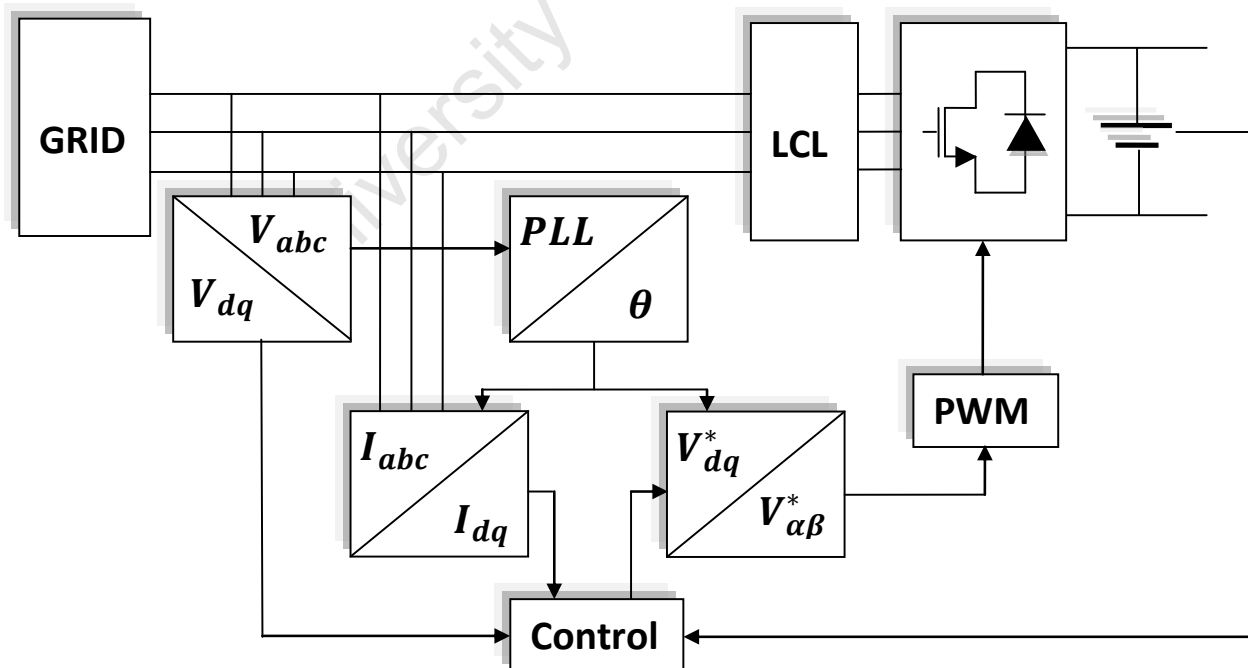 GRID
LCL
V_abc
V_dq
PLL
θ
I_abc
I_dq
V*_dq
V*_αβ
PWM
Control